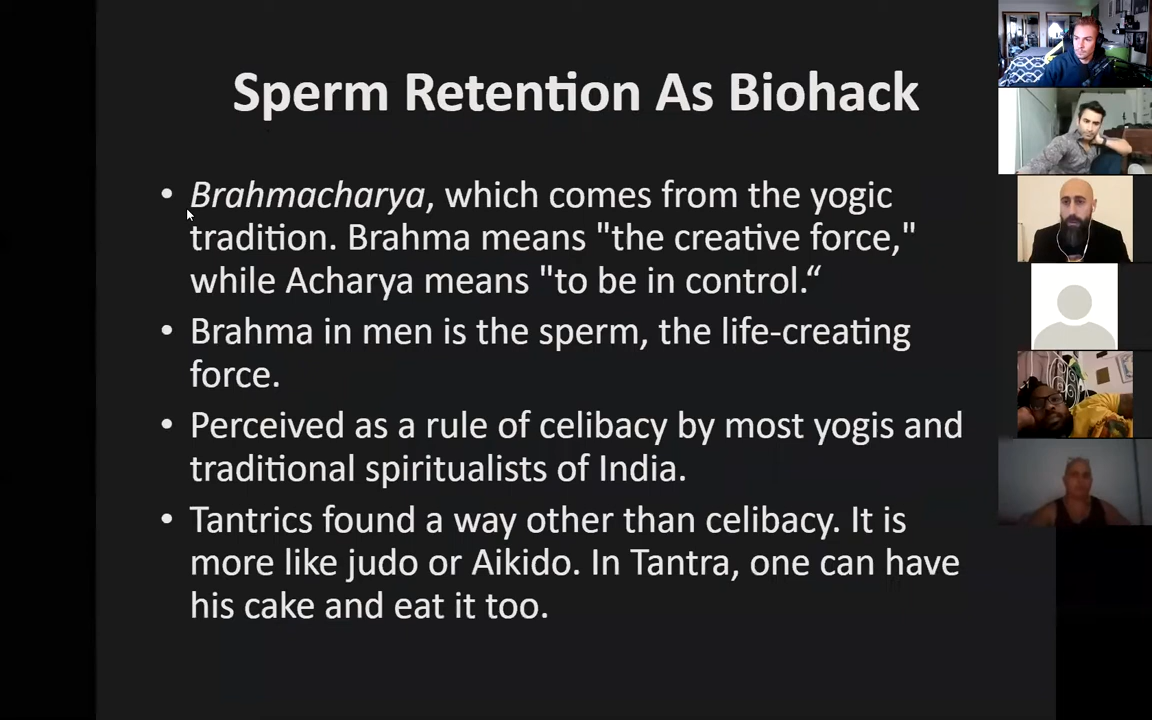 Sperm Retention As Biohack
• Brahmacharya, which comes from the yogic
tradition. Brahma means "the creative force,"
while Acharya means "to be in control.“
• Brahma in men is the sperm, the life-creating
force.
• Perceived as a rule of celibacy by most yogis and
traditional spiritualists of India.
• Tantrics found a way other than celibacy. It is
more like judo or Aikido. In Tantra, one can have
his cake and eat it too.